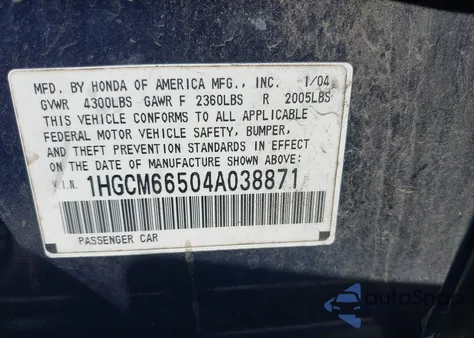 MFD. BY HONDA OF AMERICA MFG., INC. 1/04
GVWR 4300LBS GAWR F 2360LBS R 2005LBS
THIS VEHICLE CONFORMS TO ALL APPLICABLE
FEDERAL MOTOR VEHICLE SAFETY, BUMPER,
AND THEFT PREVENTION STANDARDS IN EFFECT
ON THE DATE OF MANUFACTURE SHOWN ABOVE:
V.I.N. 1HGCM66504A038871
PASSENGER CAR
autoSnap